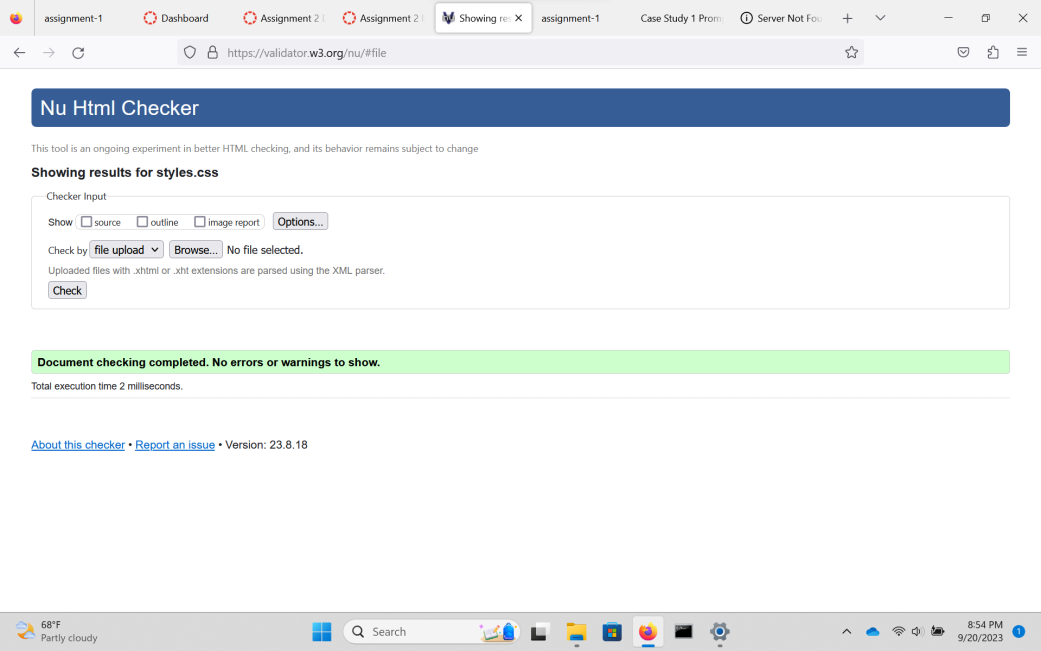 assignment-1
Dashboard
Assignment 2 D
Assignment 2 D
Showing re
assignment-1
Case Study 1 Prom
Server Not Fou
https://validator.w3.org/nu/#file
Nu Html Checker
This tool is an ongoing experiment in better HTML checking, and its behavior remains subject to change
Showing results for styles.css
Checker Input
Show source outline image report Options...
Check by file upload Browse... No file selected.
Uploaded files with .xhtml or .xht extensions are parsed using the XML parser.
Check
Document checking completed. No errors or warnings to show.
Total execution time 2 milliseconds.
About this checker • Report an issue • Version: 23.8.18
68°F
Partly cloudy
Search
8:54 PM
9/20/2023
1